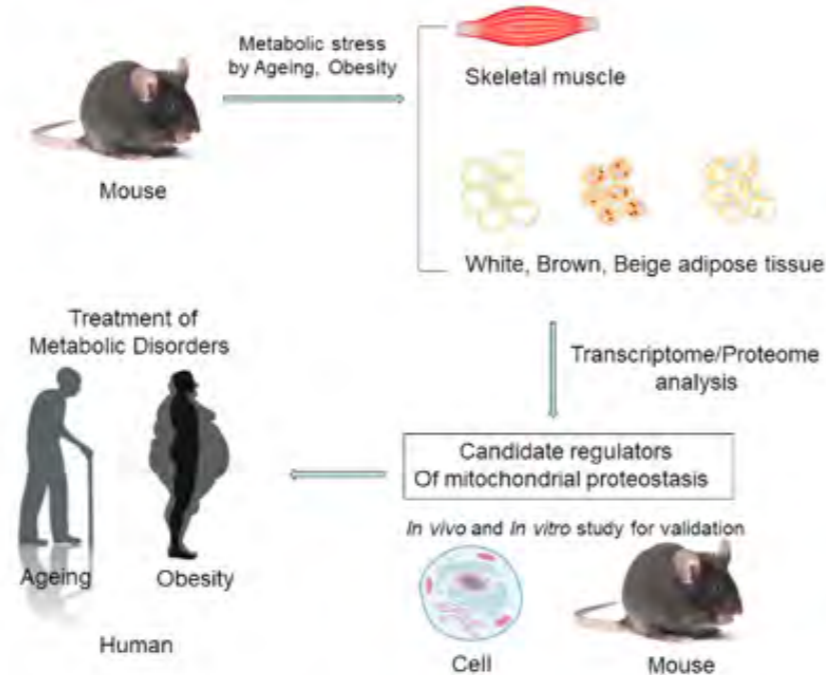 Metabolic stress
by Ageing, Obesity
Mouse
Skeletal muscle
White, Brown, Beige adipose tissue
Transcriptome/Proteome
analysis
Candidate regulators
Of mitochondrial proteostasis
In vivo and In vitro study for validation
Cell
Mouse
Treatment of
Metabolic Disorders
Ageing
Obesity
Human